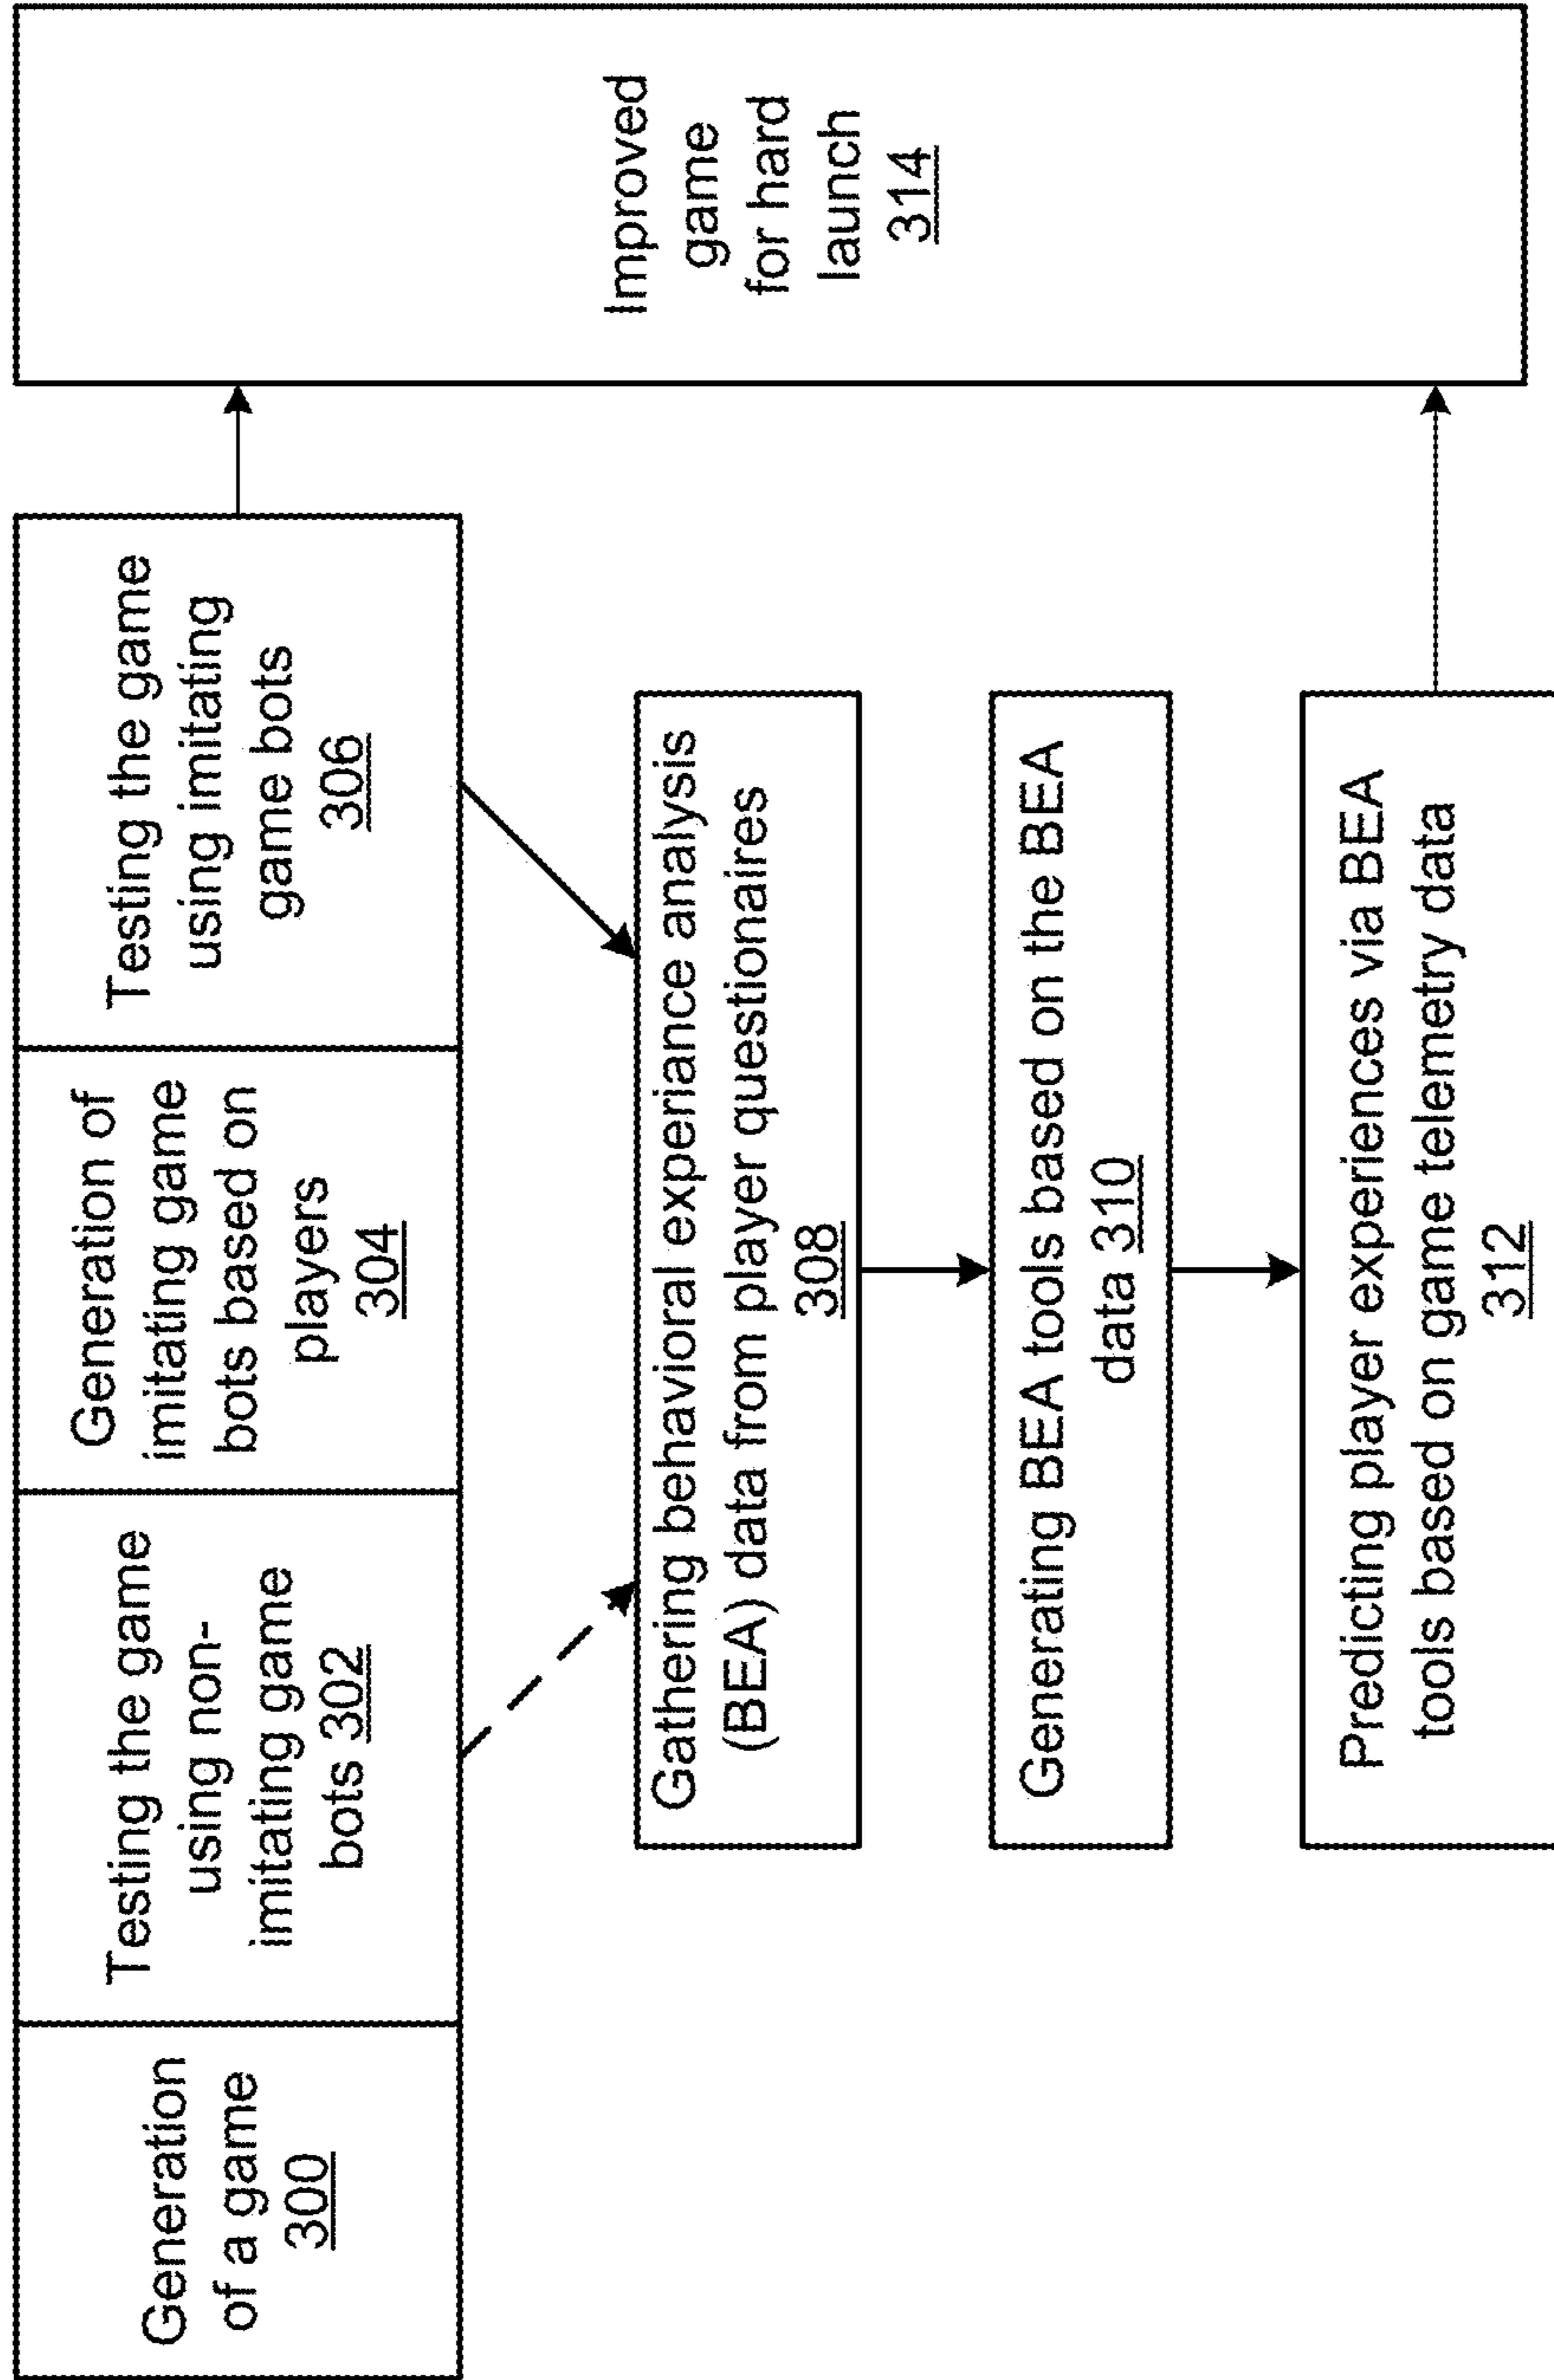 Generation
of a game
300
Testing the game
using non-
imitating game
bots 302
Generation of
imitating game
bots based on
players
304
Testing the game
using imitating
game bots
306
Gathering behavioral experiance analysis
(BEA) data from player questionaires
308
Generating BEA tools based on the BEA
data 310
Predicting player experiences via BEA
tools based on game telemetry data
312
Improved
game
for hard
launch
314